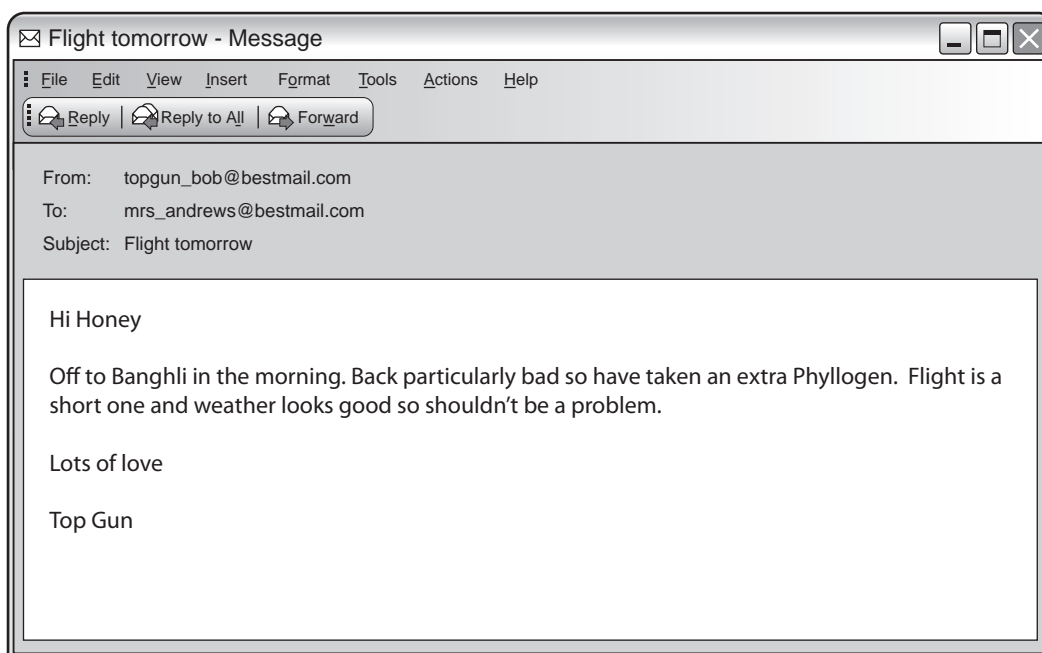 Flight tomorrow - Message
File Edit View Insert Format Tools Actions Help
Reply Reply to All Forward
From: topgun_bob@bestmail.com
To: mrs_andrews@bestmail.com
Subject: Flight tomorrow
Hi Honey
Off to Banghli in the morning. Back particularly bad so have taken an extra Phyllogen. Flight is a
short one and weather looks good so shouldn't be a problem.
Lots of love
Top Gun